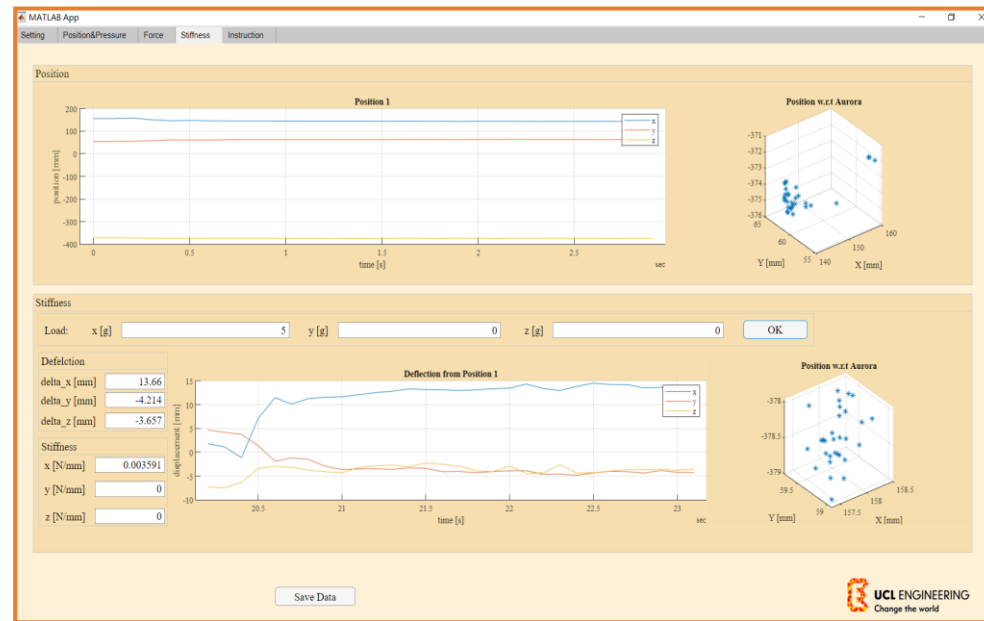 MATLAB App
Setting Position&Pressure Force Stiffness Instruction
Position
Position 1
200
100
0
-100
-200
-300
-400
position [mm]
0 0.5 1 1.5 2 2.5
time [s] sec
x
y
z
Position w.r.t Aurora
-371
-372
-373
-374
-375
-376
65
60
55
140
150
160
Y [mm] X [mm]
Stiffness
Load: x [g] 5 y [g] 0 z [g] 0 OK
Defelction
delta_x [mm] 13.66
delta_y [mm] -4.214
delta_z [mm] -3.657
Stiffness
x [N/mm] 0.003591
y [N/mm] 0
z [N/mm] 0
Deflection from Position 1
15
10
5
0
-5
-10
displacement [mm]
20.5 21 21.5 22 22.5 23
time [s] sec
x
y
z
Position w.r.t Aurora
-378
-378.5
-379
59.5
59
157.5
158
158.5
Y [mm] X [mm]
Save Data
UCL ENGINEERING
Change the world